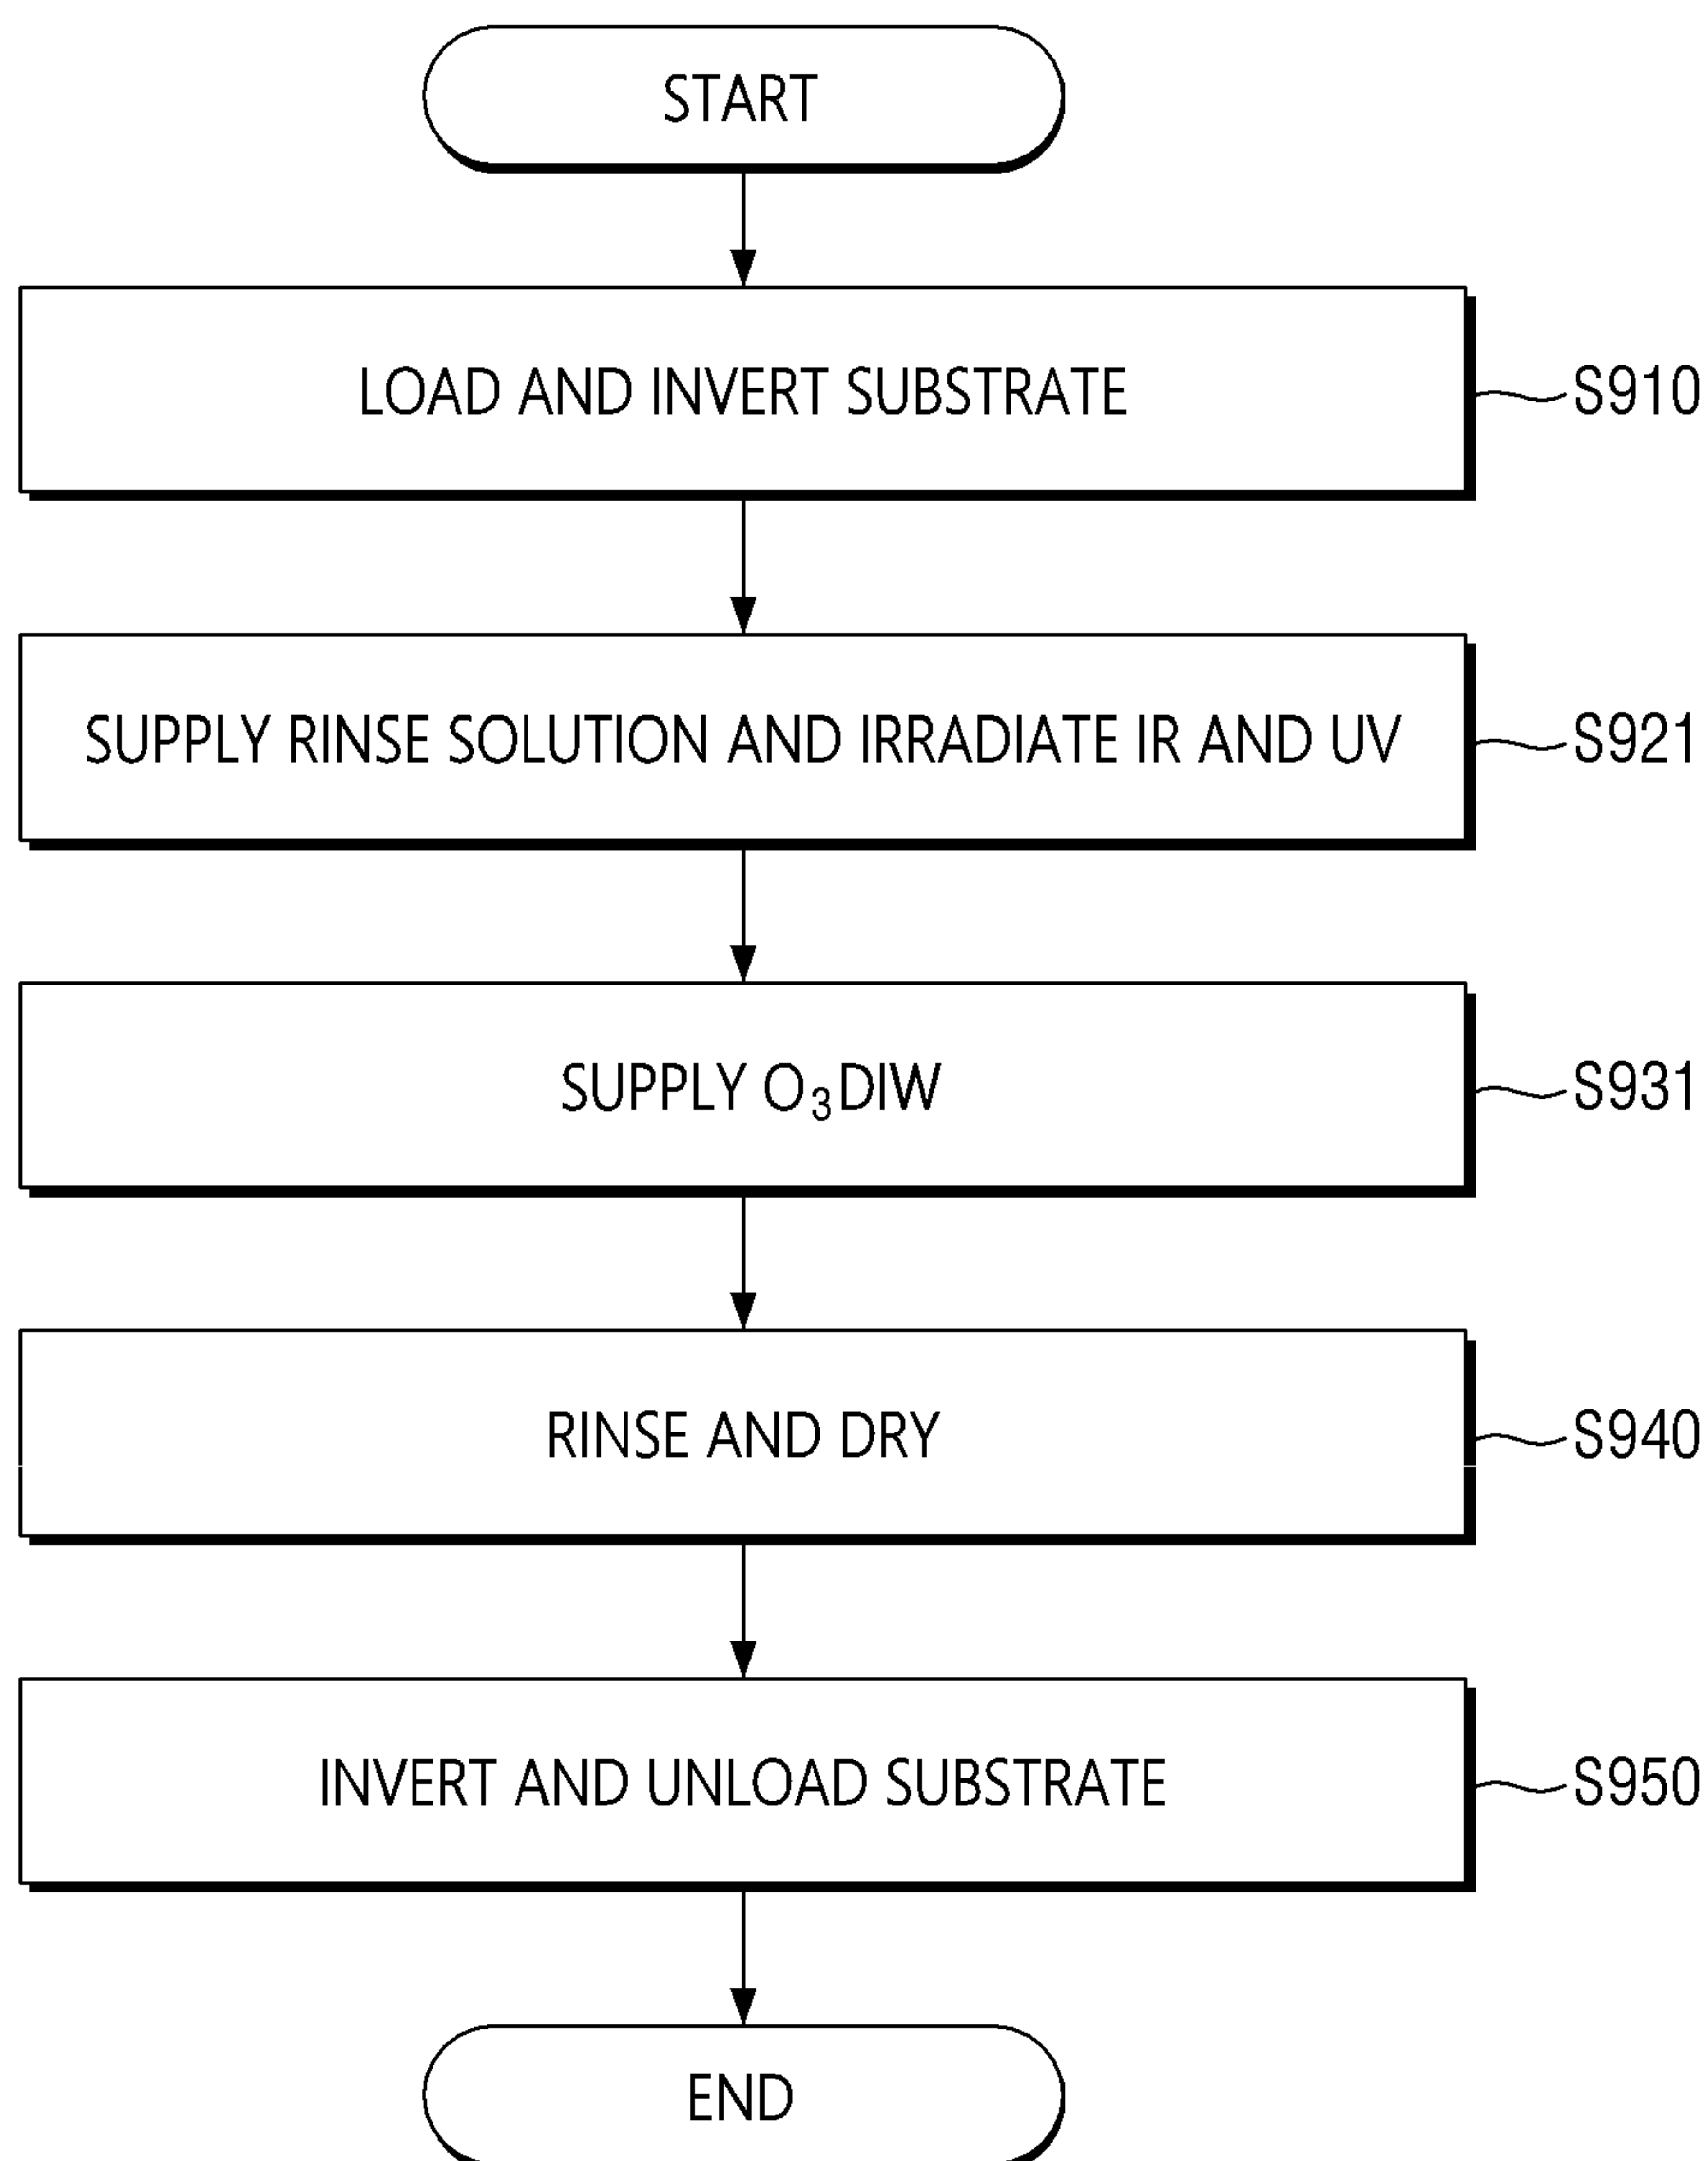 START
LOAD AND INVERT SUBSTRATE
S910
SUPPLY RINSE SOLUTION AND IRRADIATE IR AND UV
S921
SUPPLY O₃DIW
S931
RINSE AND DRY
S940
INVERT AND UNLOAD SUBSTRATE
S950
END